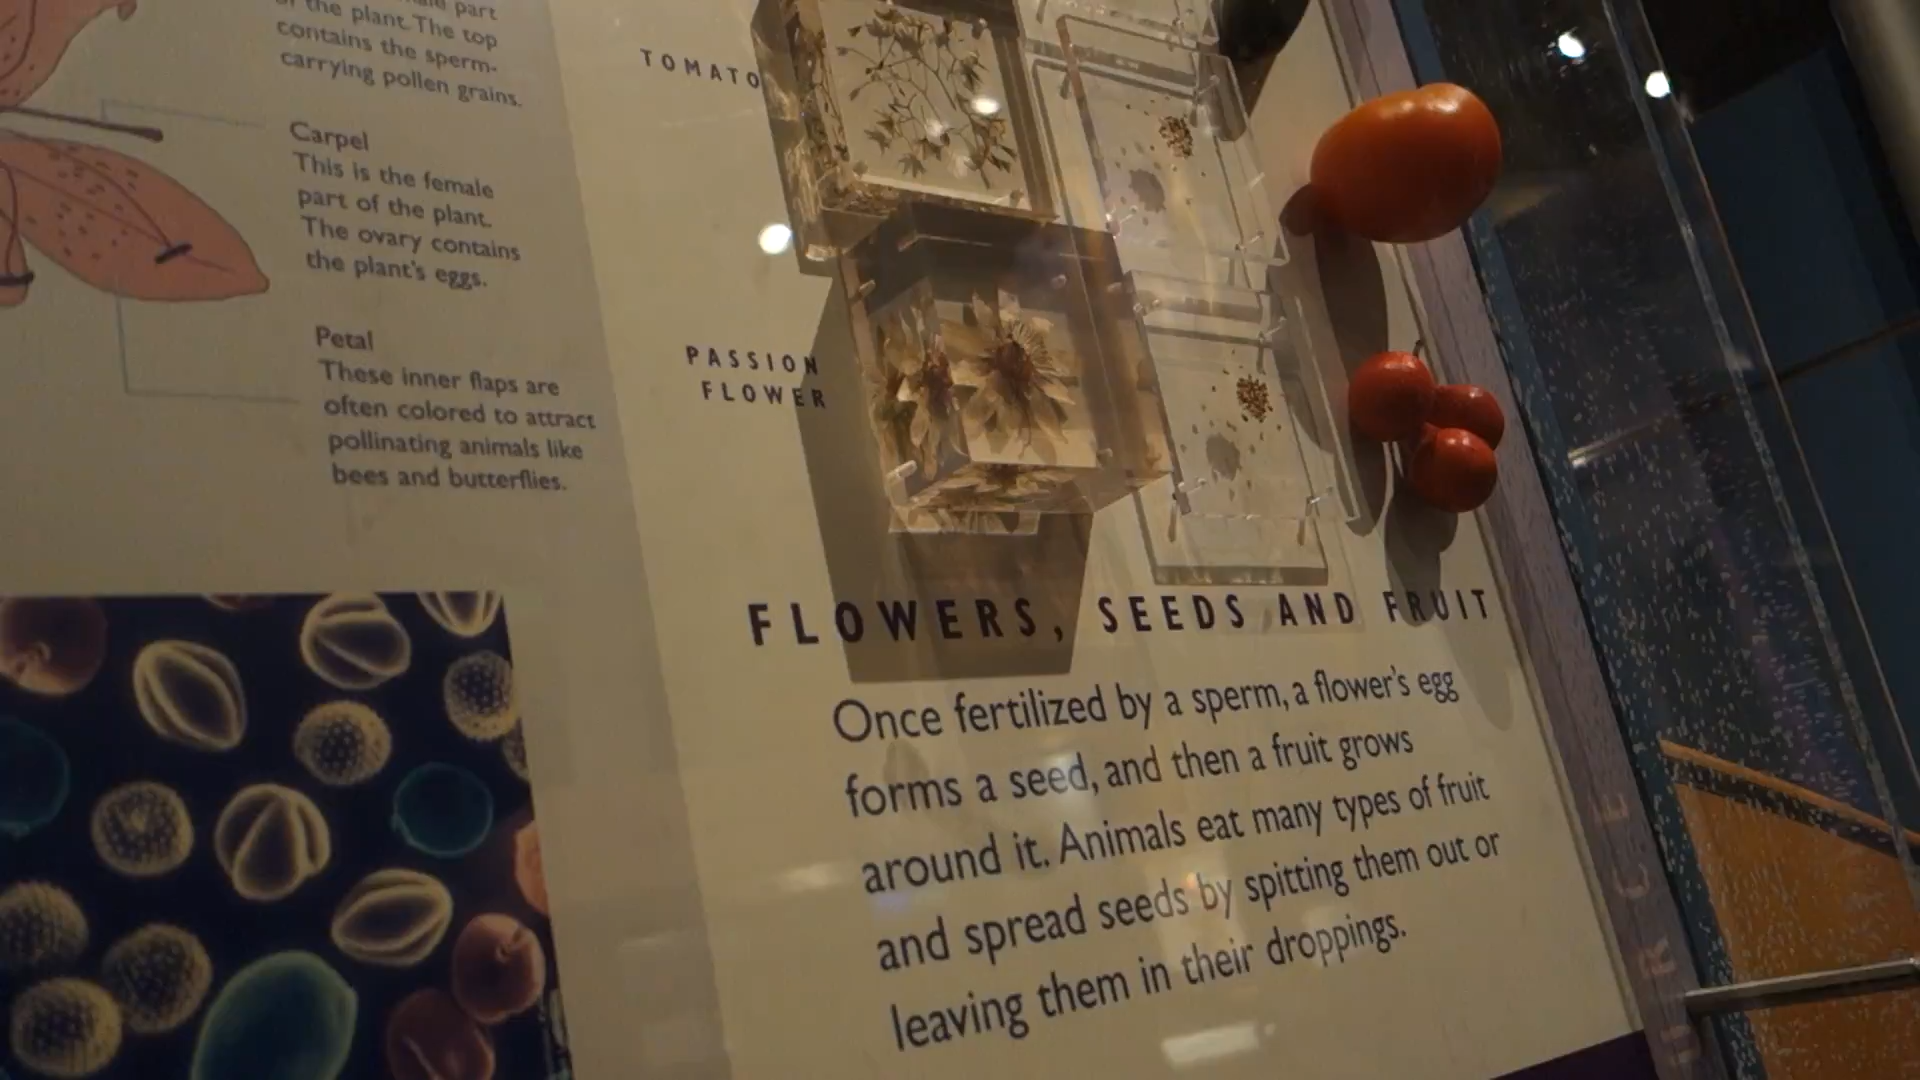 part
of the plant. The top
contains the sperm-
carrying pollen grains.
Carpel
This is the female
part of the plant.
The ovary contains
the plant's eggs.
Petal
These inner flaps are
often colored to attract
pollinating animals like
bees and butterflies.
TOMATO
PASSION
FLOWER
FLOWERS, SEEDS AND FRUIT
Once fertilized by a sperm, a flower's egg
forms a seed, and then a fruit grows
around it. Animals eat many types of fruit
and spread seeds by spitting them out or
leaving them in their droppings.